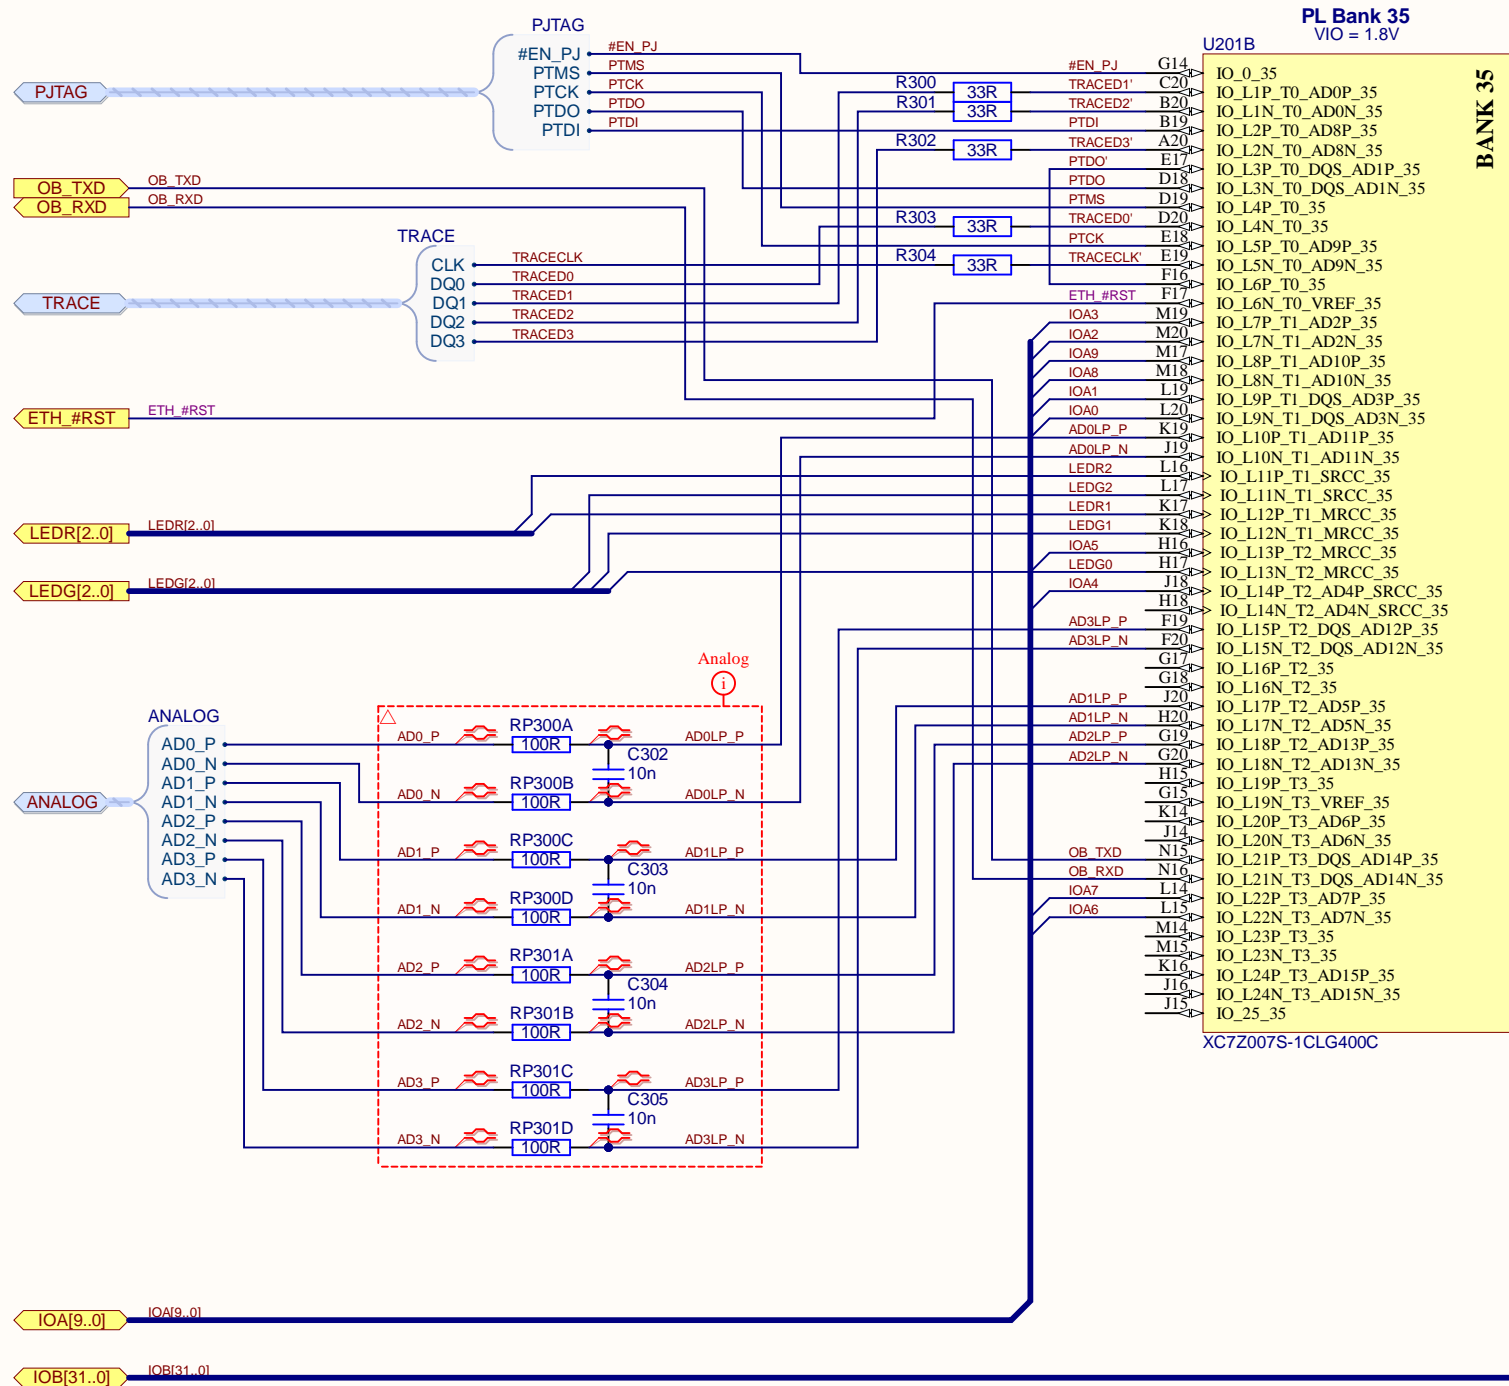 PL Bank 35
VIO = 1.8V
U201B
BANK 35
XC7Z007S-1CLG400C
PJTAG
PJTAG
#EN_PJ #EN_PJ
PTMS PTMS
PTCK PTCK
PTDO PTDO
PTDI PTDI
OB_TXD OB_TXD
OB_RXD OB_RXD
TRACE
TRACE
CLK TRACECLK
DQ0 TRACED0
DQ1 TRACED1
DQ2 TRACED2
DQ3 TRACED3
ETH_#RST ETH_#RST
LEDR[2..0] LEDR[2..0]
LEDG[2..0] LEDG[2..0]
R300 33R
R301 33R
R302 33R
R303 33R
R304 33R
#EN_PJ G14 IO_0_35
TRACED1' C20 IO_L1P_T0_AD0P_35
TRACED2' B20 IO_L1N_T0_AD0N_35
PTDI B19 IO_L2P_T0_AD8P_35
TRACED3' A20 IO_L2N_T0_AD8N_35
PTDO' E17 IO_L3P_T0_DQS_AD1P_35
PTDO D18 IO_L3N_T0_DQS_AD1N_35
PTMS D19 IO_L4P_T0_35
TRACED0' D20 IO_L4N_T0_35
PTCK E18 IO_L5P_T0_AD9P_35
TRACECLK' E19 IO_L5N_T0_AD9N_35
F16 IO_L6P_T0_35
ETH_#RST F17 IO_L6N_T0_VREF_35
IOA3 M19 IO_L7P_T1_AD2P_35
IOA2 M20 IO_L7N_T1_AD2N_35
IOA9 M17 IO_L8P_T1_AD10P_35
IOA8 M18 IO_L8N_T1_AD10N_35
IOA1 L19 IO_L9P_T1_DQS_AD3P_35
IOA0 L20 IO_L9N_T1_DQS_AD3N_35
AD0LP_P K19 IO_L10P_T1_AD11P_35
AD0LP_N J19 IO_L10N_T1_AD11N_35
LEDR2 L16 IO_L11P_T1_SRCC_35
LEDG2 L17 IO_L11N_T1_SRCC_35
LEDR1 K17 IO_L12P_T1_MRCC_35
LEDG1 K18 IO_L12N_T1_MRCC_35
IOA5 H16 IO_L13P_T2_MRCC_35
LEDG0 H17 IO_L13N_T2_MRCC_35
IOA4 J18 IO_L14P_T2_AD4P_SRCC_35
H18 IO_L14N_T2_AD4N_SRCC_35
AD3LP_P F19 IO_L15P_T2_DQS_AD12P_35
AD3LP_N F20 IO_L15N_T2_DQS_AD12N_35
G17 IO_L16P_T2_35
G18 IO_L16N_T2_35
AD1LP_P J20 IO_L17P_T2_AD5P_35
AD1LP_N H20 IO_L17N_T2_AD5N_35
AD2LP_P G19 IO_L18P_T2_AD13P_35
AD2LP_N G20 IO_L18N_T2_AD13N_35
H15 IO_L19P_T3_35
G15 IO_L19N_T3_VREF_35
K14 IO_L20P_T3_AD6P_35
J14 IO_L20N_T3_AD6N_35
OB_TXD N15 IO_L21P_T3_DQS_AD14P_35
OB_RXD N16 IO_L21N_T3_DQS_AD14N_35
IOA7 L14 IO_L22P_T3_AD7P_35
IOA6 L15 IO_L22N_T3_AD7N_35
M14 IO_L23P_T3_35
M15 IO_L23N_T3_35
K16 IO_L24P_T3_AD15P_35
J16 IO_L24N_T3_AD15N_35
J15 IO_25_35
Analog
i
ANALOG
ANALOG
AD0_P
AD0_N
AD1_P
AD1_N
AD2_P
AD2_N
AD3_P
AD3_N
AD0_P RP300A 100R AD0LP_P
C302
10n
AD0_N RP300B 100R AD0LP_N
AD1_P RP300C 100R AD1LP_P
C303
10n
AD1_N RP300D 100R AD1LP_N
AD2_P RP301A 100R AD2LP_P
C304
10n
AD2_N RP301B 100R AD2LP_N
AD3_P RP301C 100R AD3LP_P
C305
10n
AD3_N RP301D 100R AD3LP_N
IOA[9..0] IOA[9..0]
IOB[31..0] IOB[31..0]